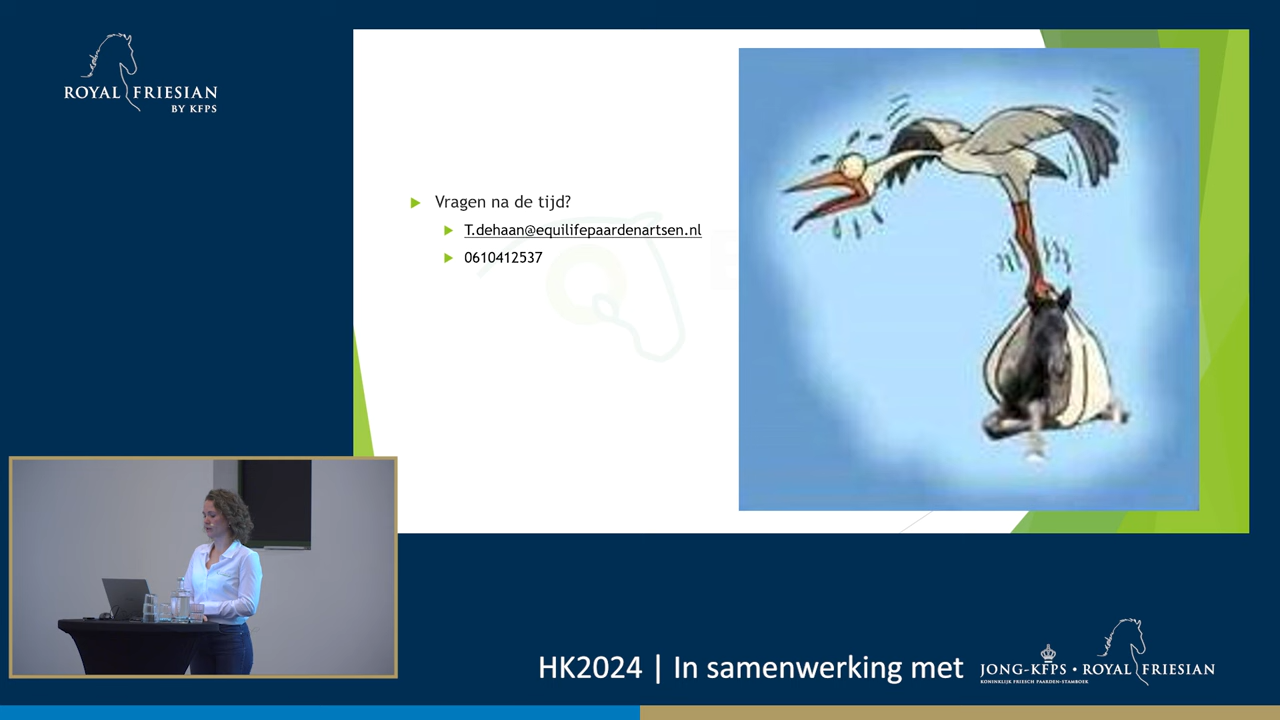 ROYAL FRIESIAN
BY KFPS
Vragen na de tijd?
T.dehaan@equilifepaardenartsen.nl
0610412537
HK2024 | In samenwerking met
JONG-KFPS • ROYAL FRIESIAN
KONINKLIJK FRIESCH PAARDEN-STAMBOEK